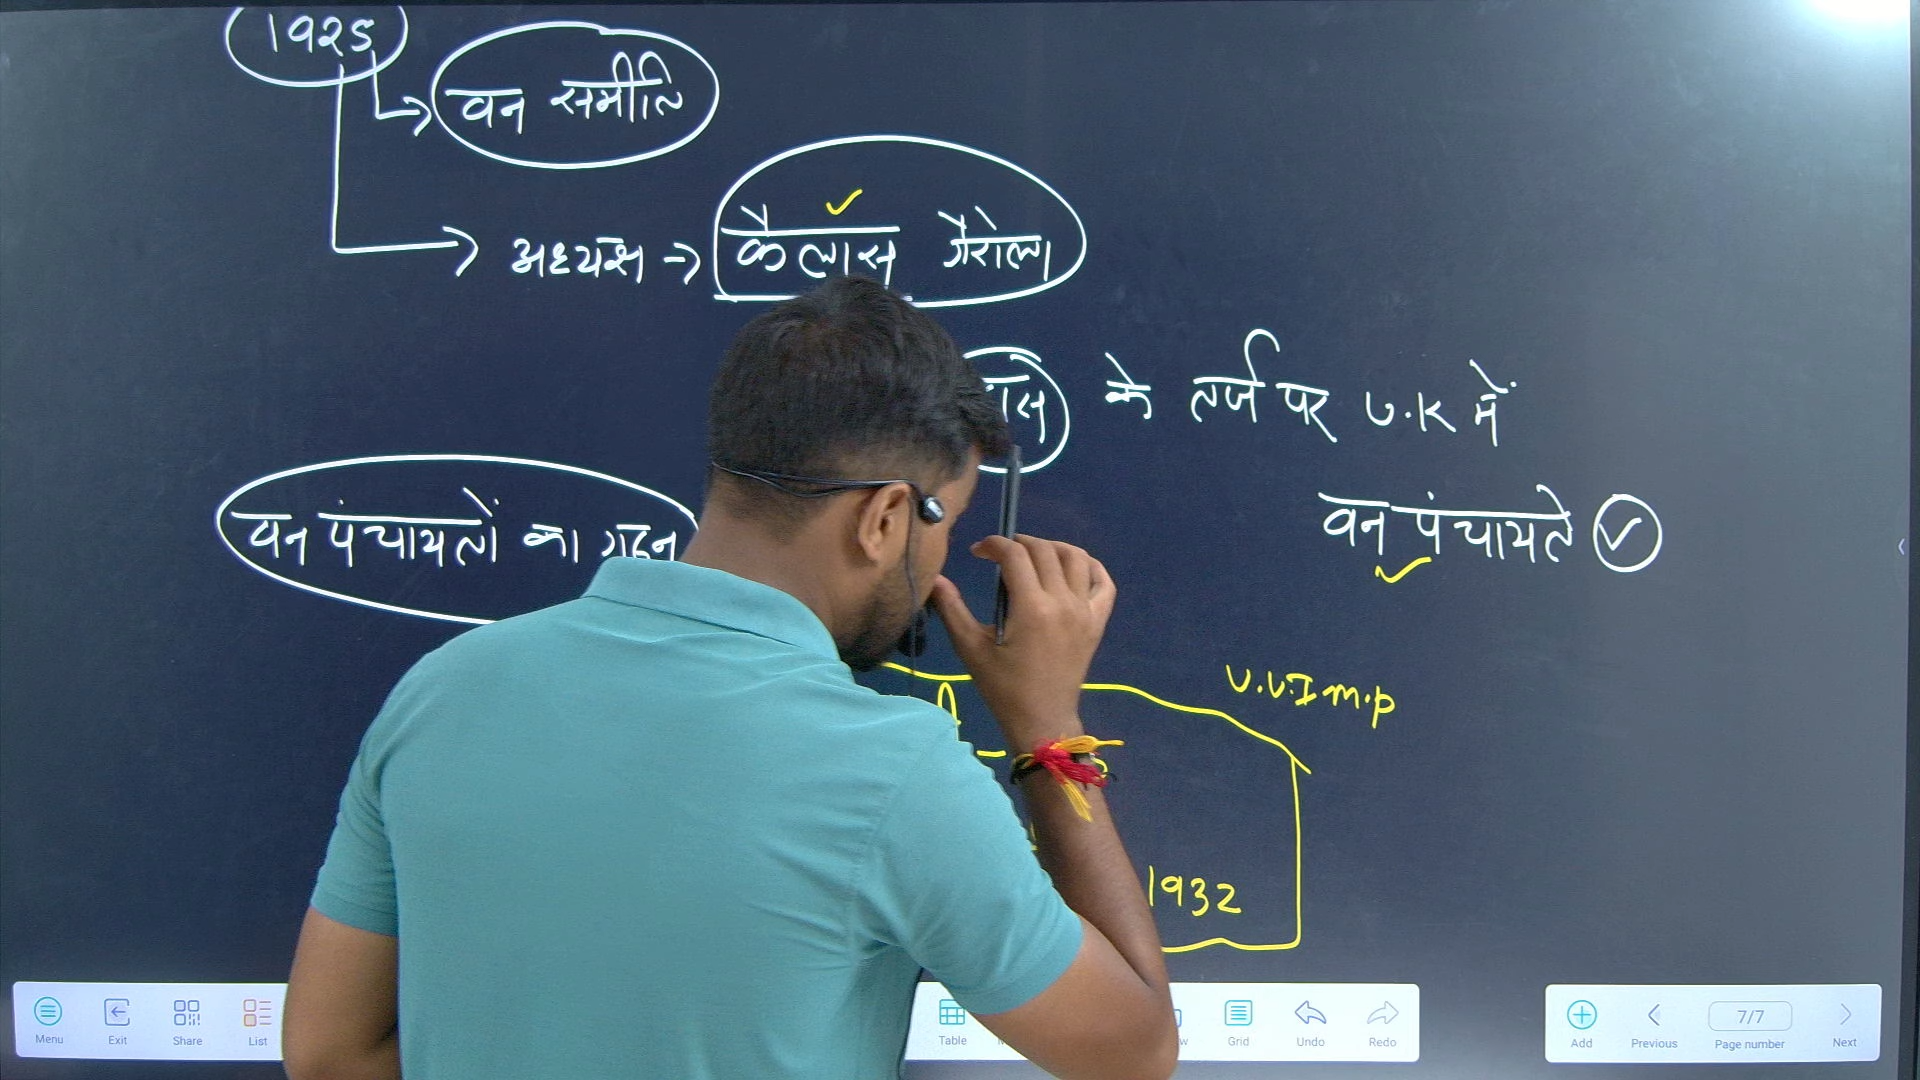 वन समीति
अध्यक्ष → कैलास गैरोला
के तर्ज पर U.K में
वन पंचायतों का गठन
वन पंचायते
V.V.Imp
1932
Menu Exit Share List Table Grid Undo Redo Add Previous 7/7 Page number Next